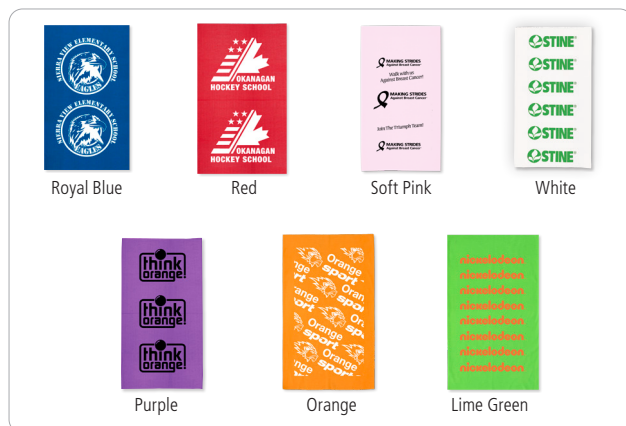 SIERRA VIEW ELEMENTARY SCHOOL
EAGLES
SIERRA VIEW ELEMENTARY SCHOOL
EAGLES
OKANAGAN
HOCKEY SCHOOL
OKANAGAN
HOCKEY SCHOOL
MAKING STRIDES
Against Breast Cancer
Walk with us
Against Breast Cancer!
MAKING STRIDES
Against Breast Cancer
Join The Triumph Team!
MAKING STRIDES
Against Breast Cancer
STINE
STINE
STINE
STINE
STINE
STINE
Royal Blue
Red
Soft Pink
White
think
orange!
think
orange!
think
orange!
Orange
sport
Orange
sport
Orange
sport
Orange
sport
nickelodeon
nickelodeon
nickelodeon
nickelodeon
nickelodeon
nickelodeon
nickelodeon
nickelodeon
Purple
Orange
Lime Green